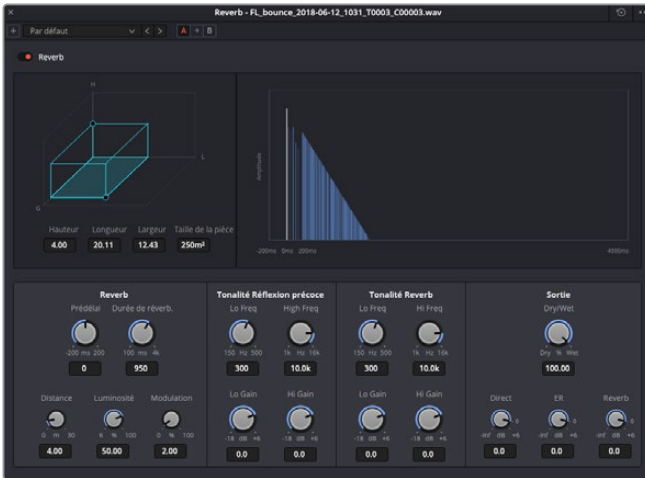 Reverb - FL_bounce_2018-06-12_1031_T0003_C00003.wav
Par défaut
A B
Reverb
H
L
G
Hauteur Longueur Largeur Taille de la pièce
4.00 20.11 12.43 250m²
Amplitude
-200ms 0ms 200ms 4000ms
Reverb
Prédélai Durée de réverb.
-200 ms 200 100 ms 4k
0 950
Distance Luminosité Modulation
0 m 30 % 100 0 % 100
4.00 50.00 2.00
Tonalité Réflexion précoce
Lo Freq High Freq
150 Hz 500 1k Hz 16k
300 10.0k
Lo Gain Hi Gain
-18 dB +6 -18 dB +6
0.0 0.0
Tonalité Reverb
Lo Freq Hi Freq
150 Hz 500 1k Hz 16k
300 10.0k
Lo Gain Hi Gain
-18 dB +6 -18 dB +6
0.0 0.0
Sortie
Dry/Wet
Dry % Wet
100.00
Direct ER Reverb
6 6 6
-Inf dB +6 -Inf dB +6 -Inf dB +6
0.0 0.0 0.0